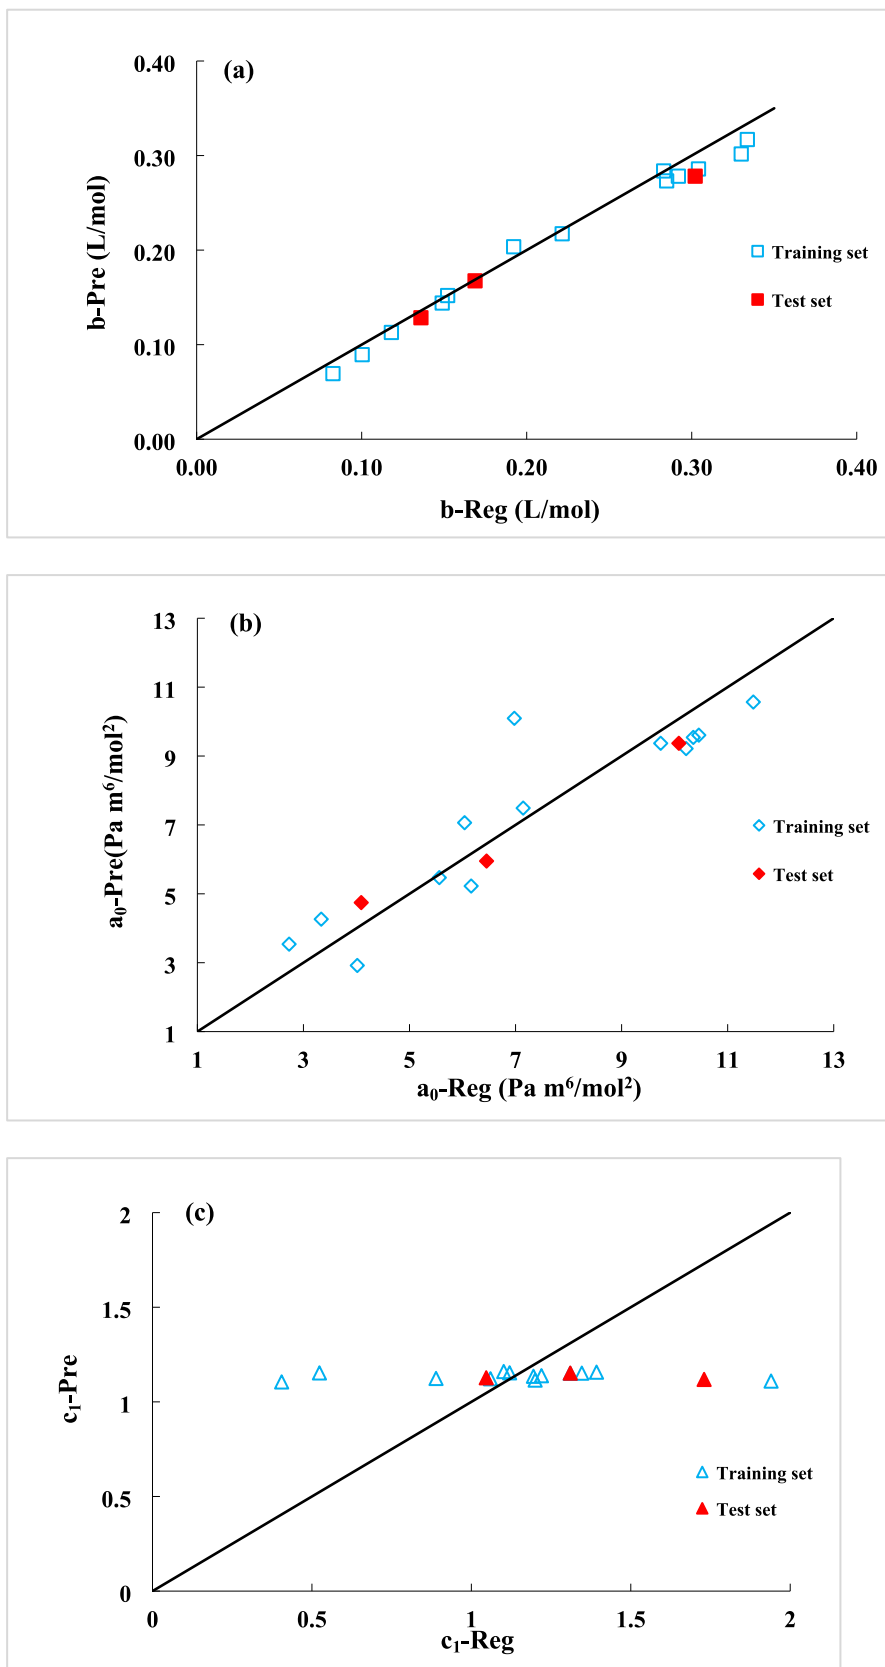 (a)
0.40
0.30
0.20
0.10
0.00
b-Pre (L/mol)
Training set
Test set
0.00 0.10 0.20 0.30 0.40
b-Reg (L/mol)
(b)
13
11
9
7
5
3
1
a₀-Pre(Pa m⁶/mol²)
Training set
Test set
1 3 5 7 9 11 13
a₀-Reg (Pa m⁶/mol²)
(c)
2
1.5
1
0.5
0
c₁-Pre
Training set
Test set
0 0.5 1 1.5 2
c₁-Reg